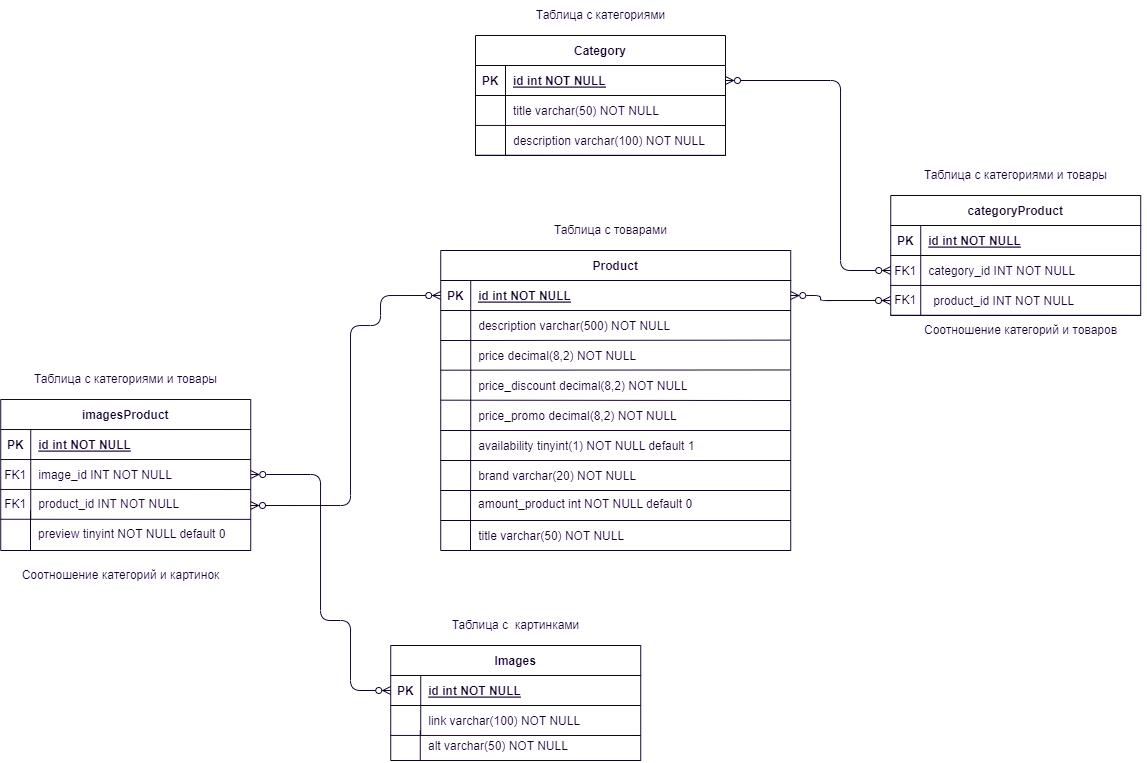 Таблица с категориями
Category
PK id int NOT NULL
title varchar(50) NOT NULL
description varchar(100) NOT NULL
Таблица с категориями и товары
categoryProduct
PK id int NOT NULL
FK1 category_id INT NOT NULL
FK1 product_id INT NOT NULL
Соотношение категорий и товаров
Таблица с товарами
Product
PK id int NOT NULL
description varchar(500) NOT NULL
price decimal(8,2) NOT NULL
price_discount decimal(8,2) NOT NULL
price_promo decimal(8,2) NOT NULL
availability tinyint(1) NOT NULL default 1
brand varchar(20) NOT NULL
amount_product int NOT NULL default 0
title varchar(50) NOT NULL
Таблица с категориями и товары
imagesProduct
PK id int NOT NULL
FK1 image_id INT NOT NULL
FK1 product_id INT NOT NULL
preview tinyint NOT NULL default 0
Соотношение категорий и картинок
Таблица с картинками
Images
PK id int NOT NULL
link varchar(100) NOT NULL
alt varchar(50) NOT NULL